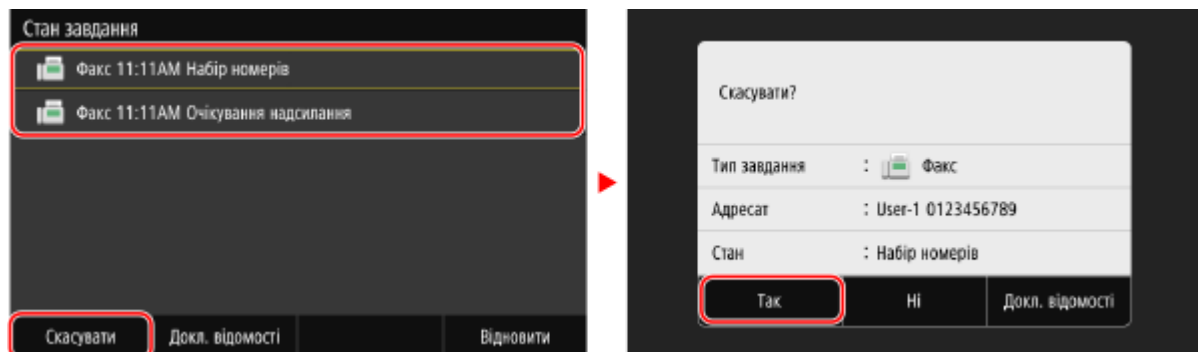 Стан завдання
Факс 11:11AM Набір номерів
Факс 11:11AM Очікування надсилання
Скасувати Докл. відомості Відновити
Скасувати?
Тип завдання : Факс
Адресат : User-1 0123456789
Стан : Набір номерів
Так Ні Докл. відомості